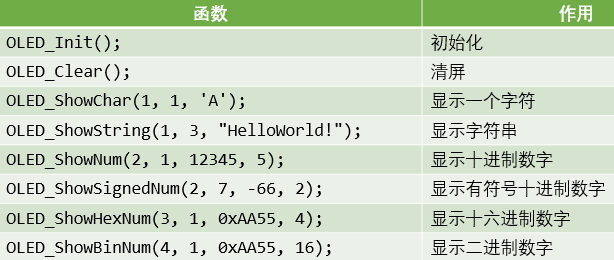 函数 作用
OLED_Init(); 初始化
OLED_Clear(); 清屏
OLED_ShowChar(1, 1, 'A'); 显示一个字符
OLED_ShowString(1, 3, "HelloWorld!"); 显示字符串
OLED_ShowNum(2, 1, 12345, 5); 显示十进制数字
OLED_ShowSignedNum(2, 7, -66, 2); 显示有符号十进制数字
OLED_ShowHexNum(3, 1, 0xAA55, 4); 显示十六进制数字
OLED_ShowBinNum(4, 1, 0xAA55, 16); 显示二进制数字